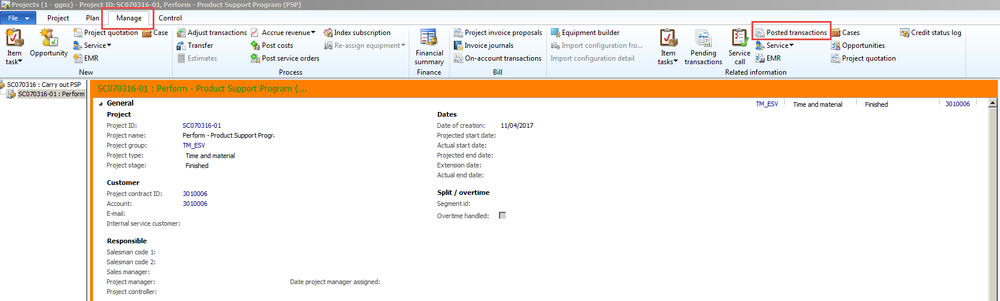 Projects (1 - ggnz) - Project ID: SC070316-01, Perform - Product Support Program (PSP)
File Project Plan Manage Control
Item task
Opportunity
Project quotation
Service
EMR
Case
New
Adjust transactions
Transfer
Estimates
Accrue revenue
Post costs
Post service orders
Index subscription
Re-assign equipment
Process
Financial summary
Finance
Project invoice proposals
Invoice journals
On-account transactions
Bill
Equipment builder
Import configuration fro...
Import configuration detail
Item tasks
Pending transactions
Service call
Posted transactions
Service
EMR
Cases
Opportunities
Project quotation
Credit status log
Related information
SC070316 : Carry out PSP
SC070316-01 : Perform
SC070316-01 : Perform - Product Support Program (...
General
TM_ESV Time and material Finished 3010006
Project
Project ID: SC070316-01
Project name: Perform - Product Support Progra
Project group: TM_ESV
Project type: Time and material
Project stage: Finished
Customer
Project contract ID: 3010006
Account: 3010006
E-mail:
Internal service customer:
Responsible
Salesman code 1:
Salesman code 2:
Sales manager:
Project manager:
Project controller:
Date project manager assigned:
Dates
Date of creation: 11/04/2017
Projected start date:
Actual start date:
Projected end date:
Extension date:
Actual end date:
Split / overtime
Segment id:
Overtime handled: